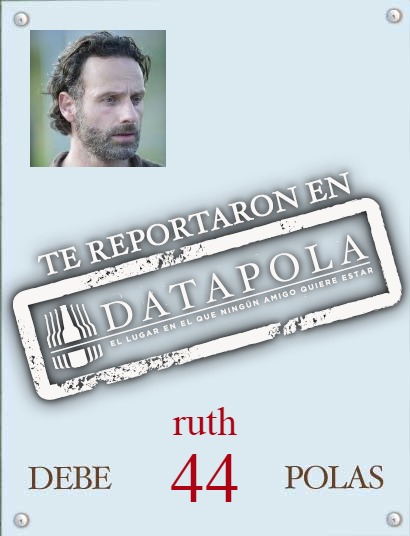 TE REPORTARON EN
DATAPOLA
EL LUGAR EN EL QUE NINGÚN AMIGO QUIERE ESTAR
ruth
DEBE 44 POLAS